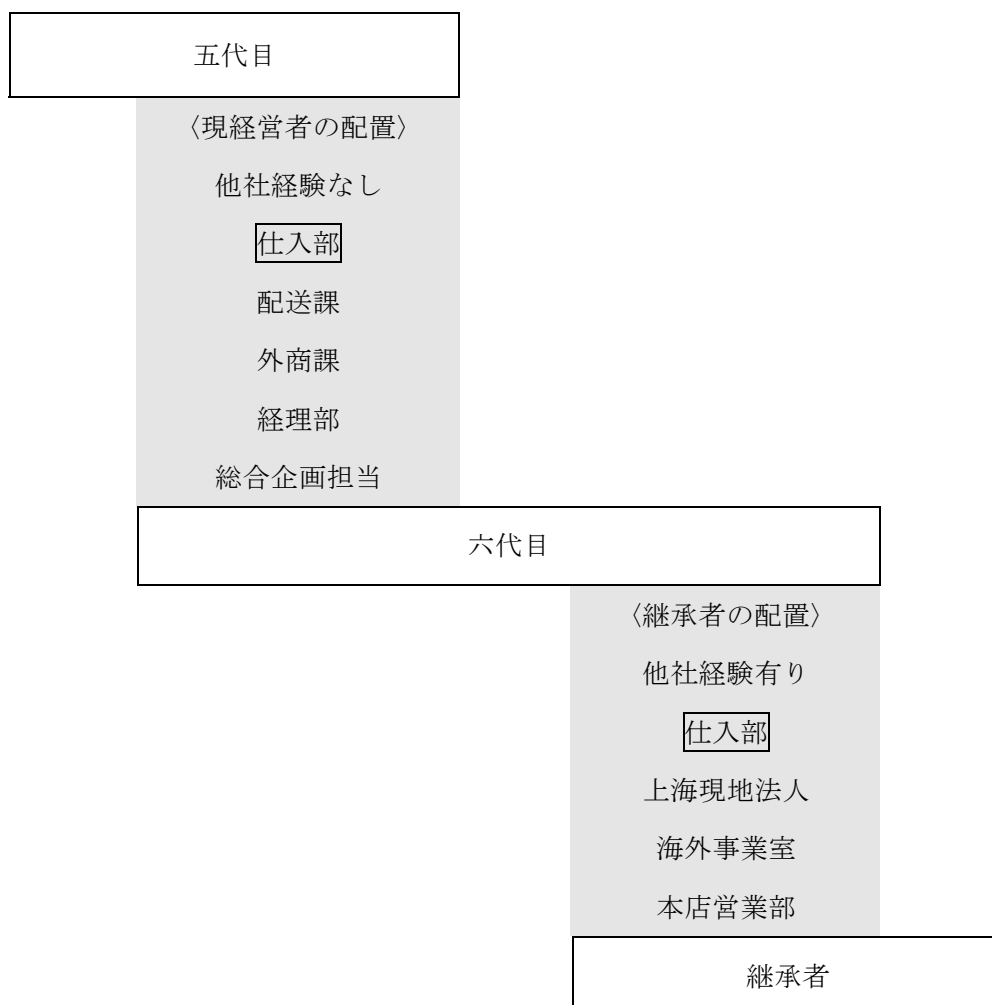 五代目
〈現経営者の配置〉
他社経験なし
仕入部
配送課
外商課
経理部
総合企画担当
六代目
〈継承者の配置〉
他社経験有り
仕入部
上海現地法人
海外事業室
本店営業部
継承者